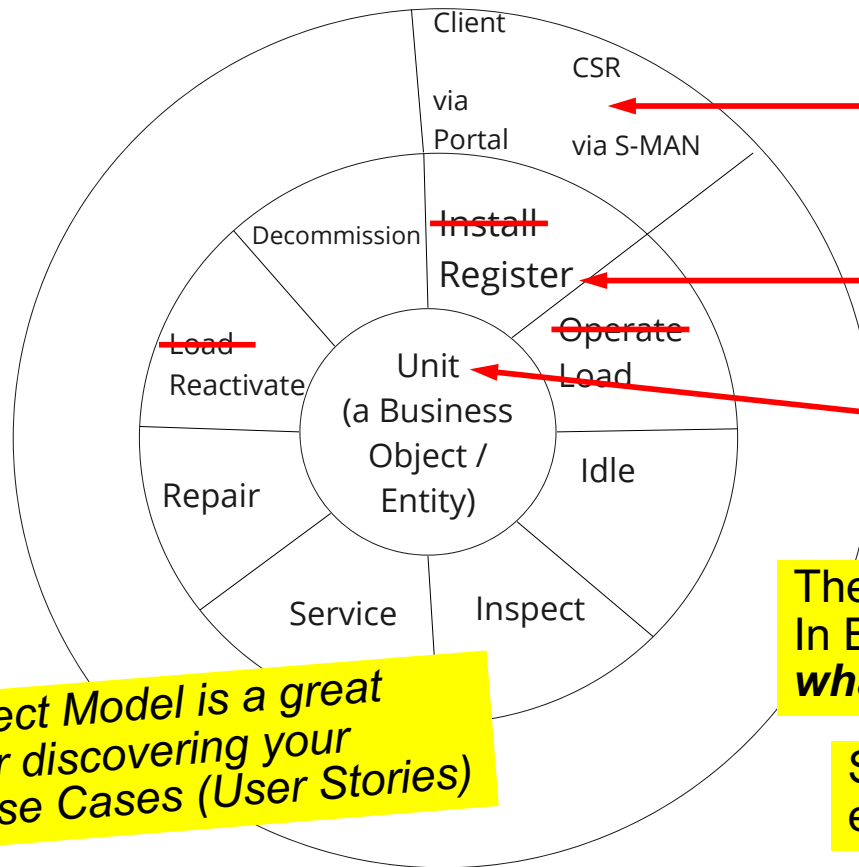 Client
CSR
via
Portal
via S-MAN
Decommission
Install
Register
Load
Reactivate
Operate
Load
Unit
(a Business
Object /
Entity)
Idle
Repair
Service
Inspect
ect Model is a great
r discovering your
se Cases (User Stories)
The
In B
wha
S
e